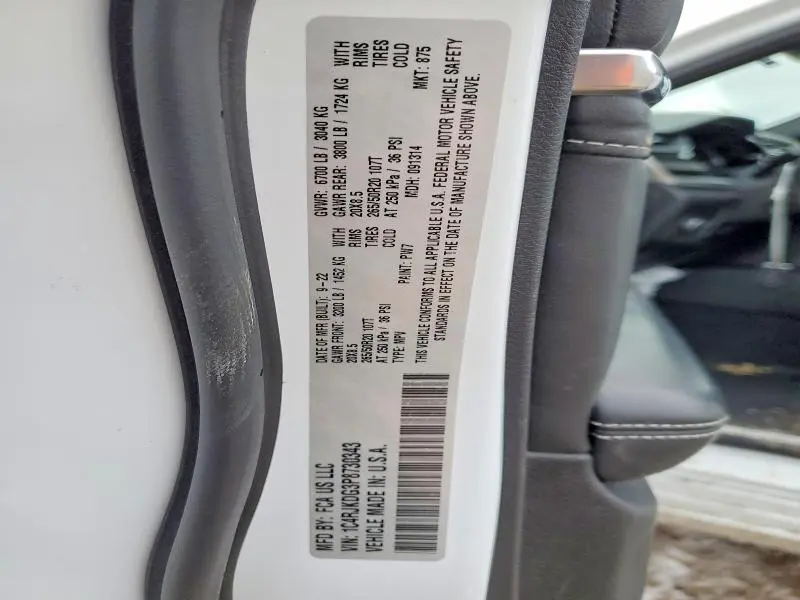 MFD BY: FCA US LLC
DATE OF MFR (BUILT): 9-22
GVWR: 6700 LB / 3040 KG
VIN: 1C4RJKDG3P8730343
GAWR FRONT: 3200 LB / 1452 KG WITH
GAWR REAR: 3800 LB / 1724 KG WITH
VEHICLE MADE IN: U.S.A.
20X8.5 RIMS
20X8.5 RIMS
265/50R20 107T TIRES
265/50R20 107T TIRES
AT 250 kPa / 36 PSI COLD
AT 250 kPa / 36 PSI COLD
TYPE: MPV
PAINT: PW7
MDH: 091314
MKT: 875
THIS VEHICLE CONFORMS TO ALL APPLICABLE U.S.A. FEDERAL MOTOR VEHICLE SAFETY
STANDARDS IN EFFECT ON THE DATE OF MANUFACTURE SHOWN ABOVE.